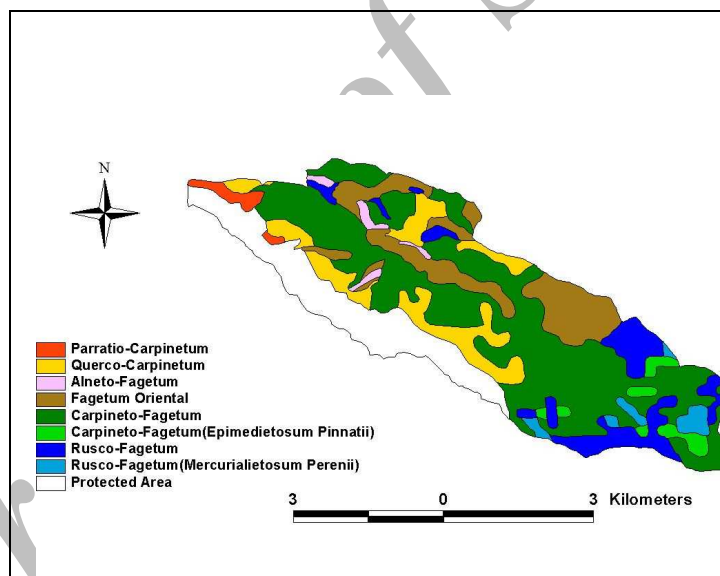 of
N
Parratio-Carpinetum
Querco-Carpinetum
Alneto-Fagetum
Fagetum Oriental
Carpineto-Fagetum
Carpineto-Fagetum(Epimedietosum Pinnatii)
Rusco-Fagetum
Rusco-Fagetum(Mercurialietosum Perenii)
Protected Area
3 0 3 Kilometers